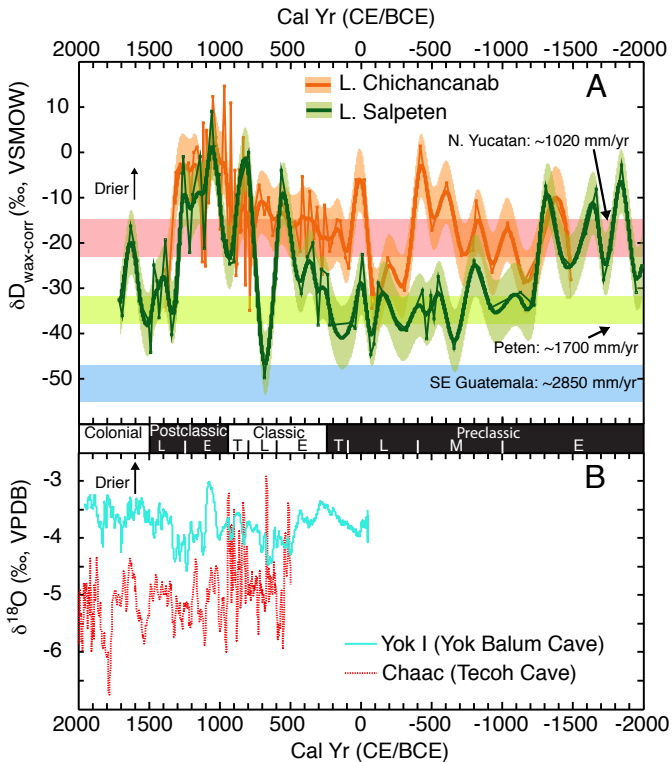 Cal Yr (CE/BCE)
2000 1500 1000 500 0 -500 -1000 -1500 -2000
A
L. Chichancanab
L. Salpeten
10
0
-10
-20
-30
-40
-50
δD wax-corr (‰, VSMOW)
Drier
N. Yucatan: ~1020 mm/yr
Peten: ~1700 mm/yr
SE Guatemala: ~2850 mm/yr
Colonial Postclassic Classic Preclassic
L E T L E T L M E
B
Drier
-3
-4
-5
-6
δ18O (‰, VPDB)
Yok I (Yok Balum Cave)
Chaac (Tecoh Cave)
2000 1500 1000 500 0 -500 -1000 -1500 -2000
Cal Yr (CE/BCE)